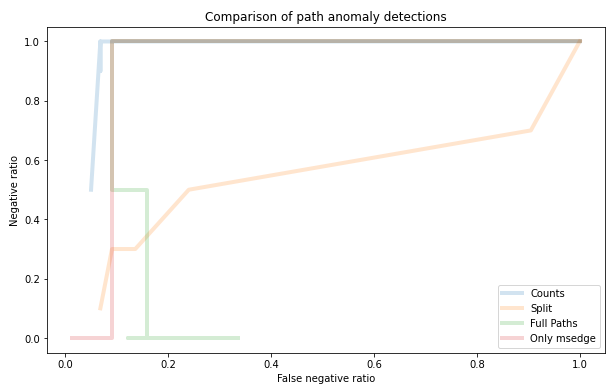 Comparison of path anomaly detections
1.0
0.8
0.6
0.4
0.2
0.0
Negative ratio
Counts
Split
Full Paths
Only msedge
0.0 0.2 0.4 0.6 0.8 1.0
False negative ratio